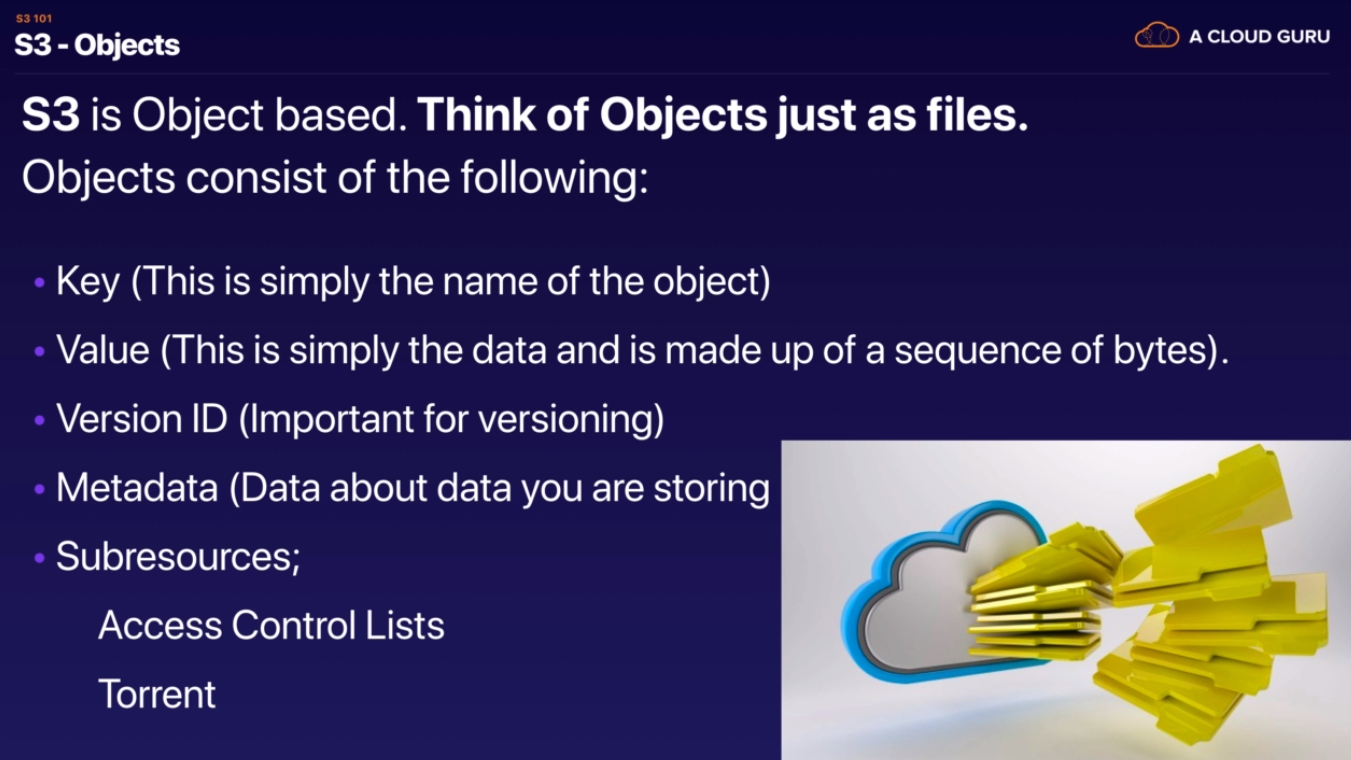 S3 101
S3 - Objects
A CLOUD GURU
S3 is Object based. Think of Objects just as files.
Objects consist of the following:
• Key (This is simply the name of the object)
• Value (This is simply the data and is made up of a sequence of bytes).
• Version ID (Important for versioning)
• Metadata (Data about data you are storing
• Subresources;
Access Control Lists
Torrent